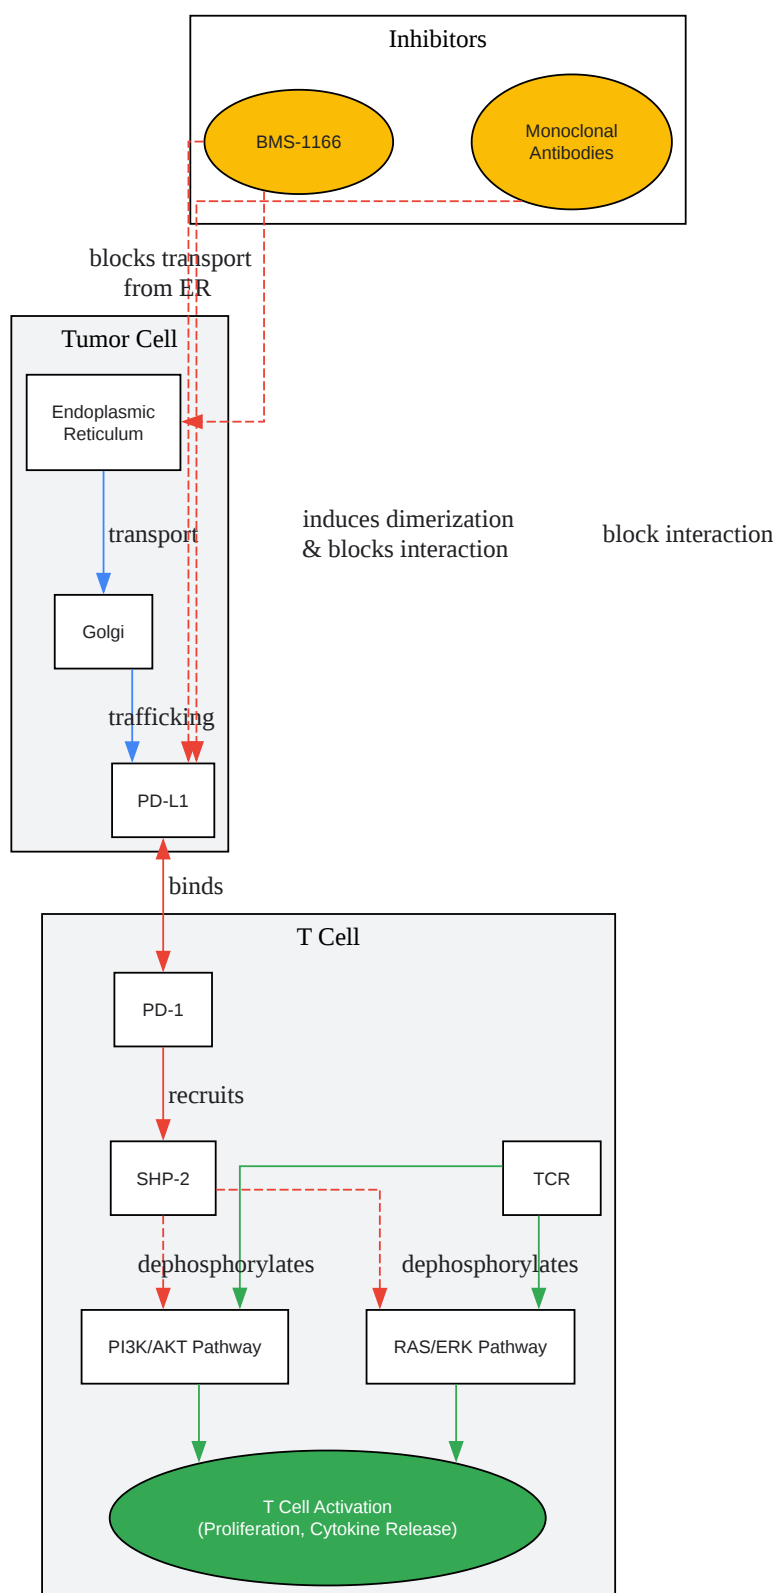 Inhibitors
BMS-1166
Monoclonal
Antibodies
blocks transport
from ER
Tumor Cell
Endoplasmic
Reticulum
transport
induces dimerization
& blocks interaction
block interaction
Golgi
trafficking
PD-L1
binds
T Cell
PD-1
recruits
SHP-2
TCR
dephosphorylates
dephosphorylates
PI3K/AKT Pathway
RAS/ERK Pathway
T Cell Activation
(Proliferation, Cytokine Release)